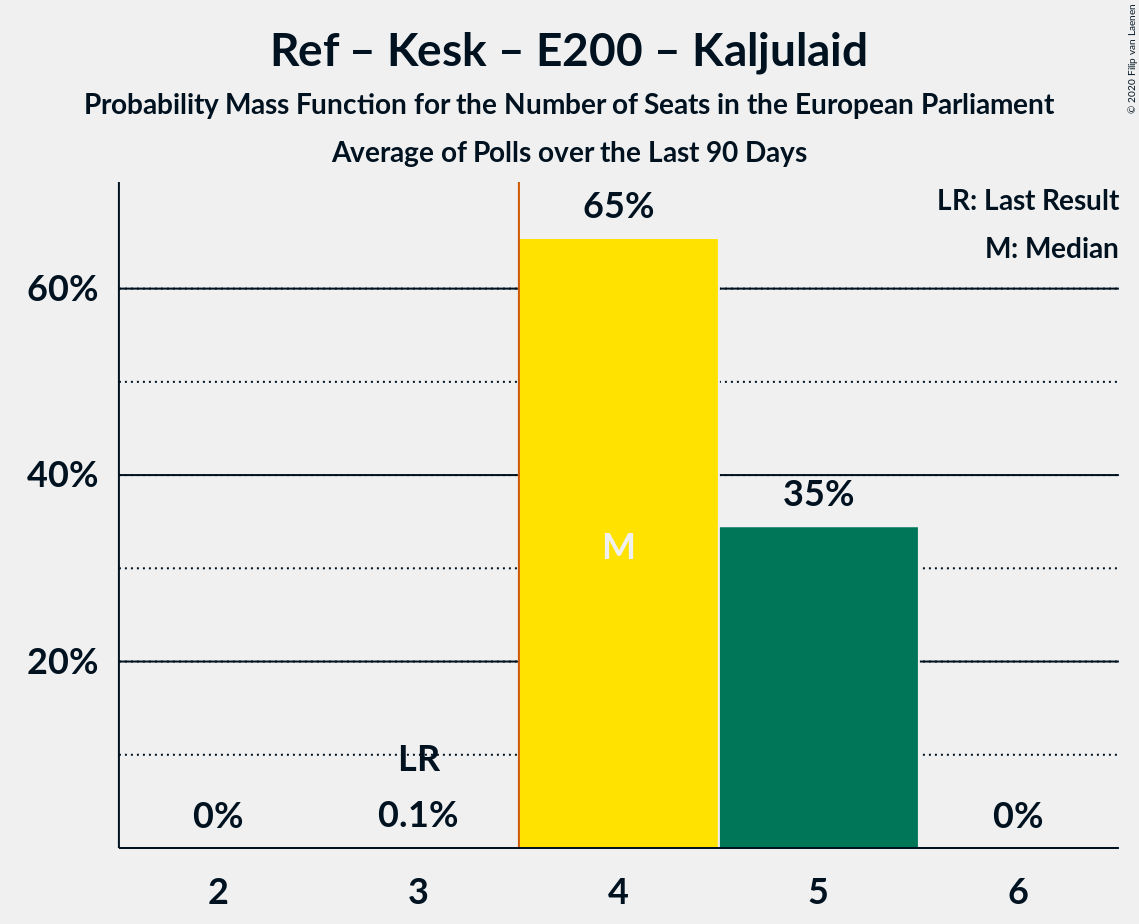 Ref – Kesk – E200 – Kaljulaid
Probability Mass Function for the Number of Seats in the European Parliament
Average of Polls over the Last 90 Days
© 2020 Filip van Laenen
LR: Last Result
M: Median
65%
60%
40%
35%
M
20%
LR
0%
0.1%
0%
2
3
4
5
6